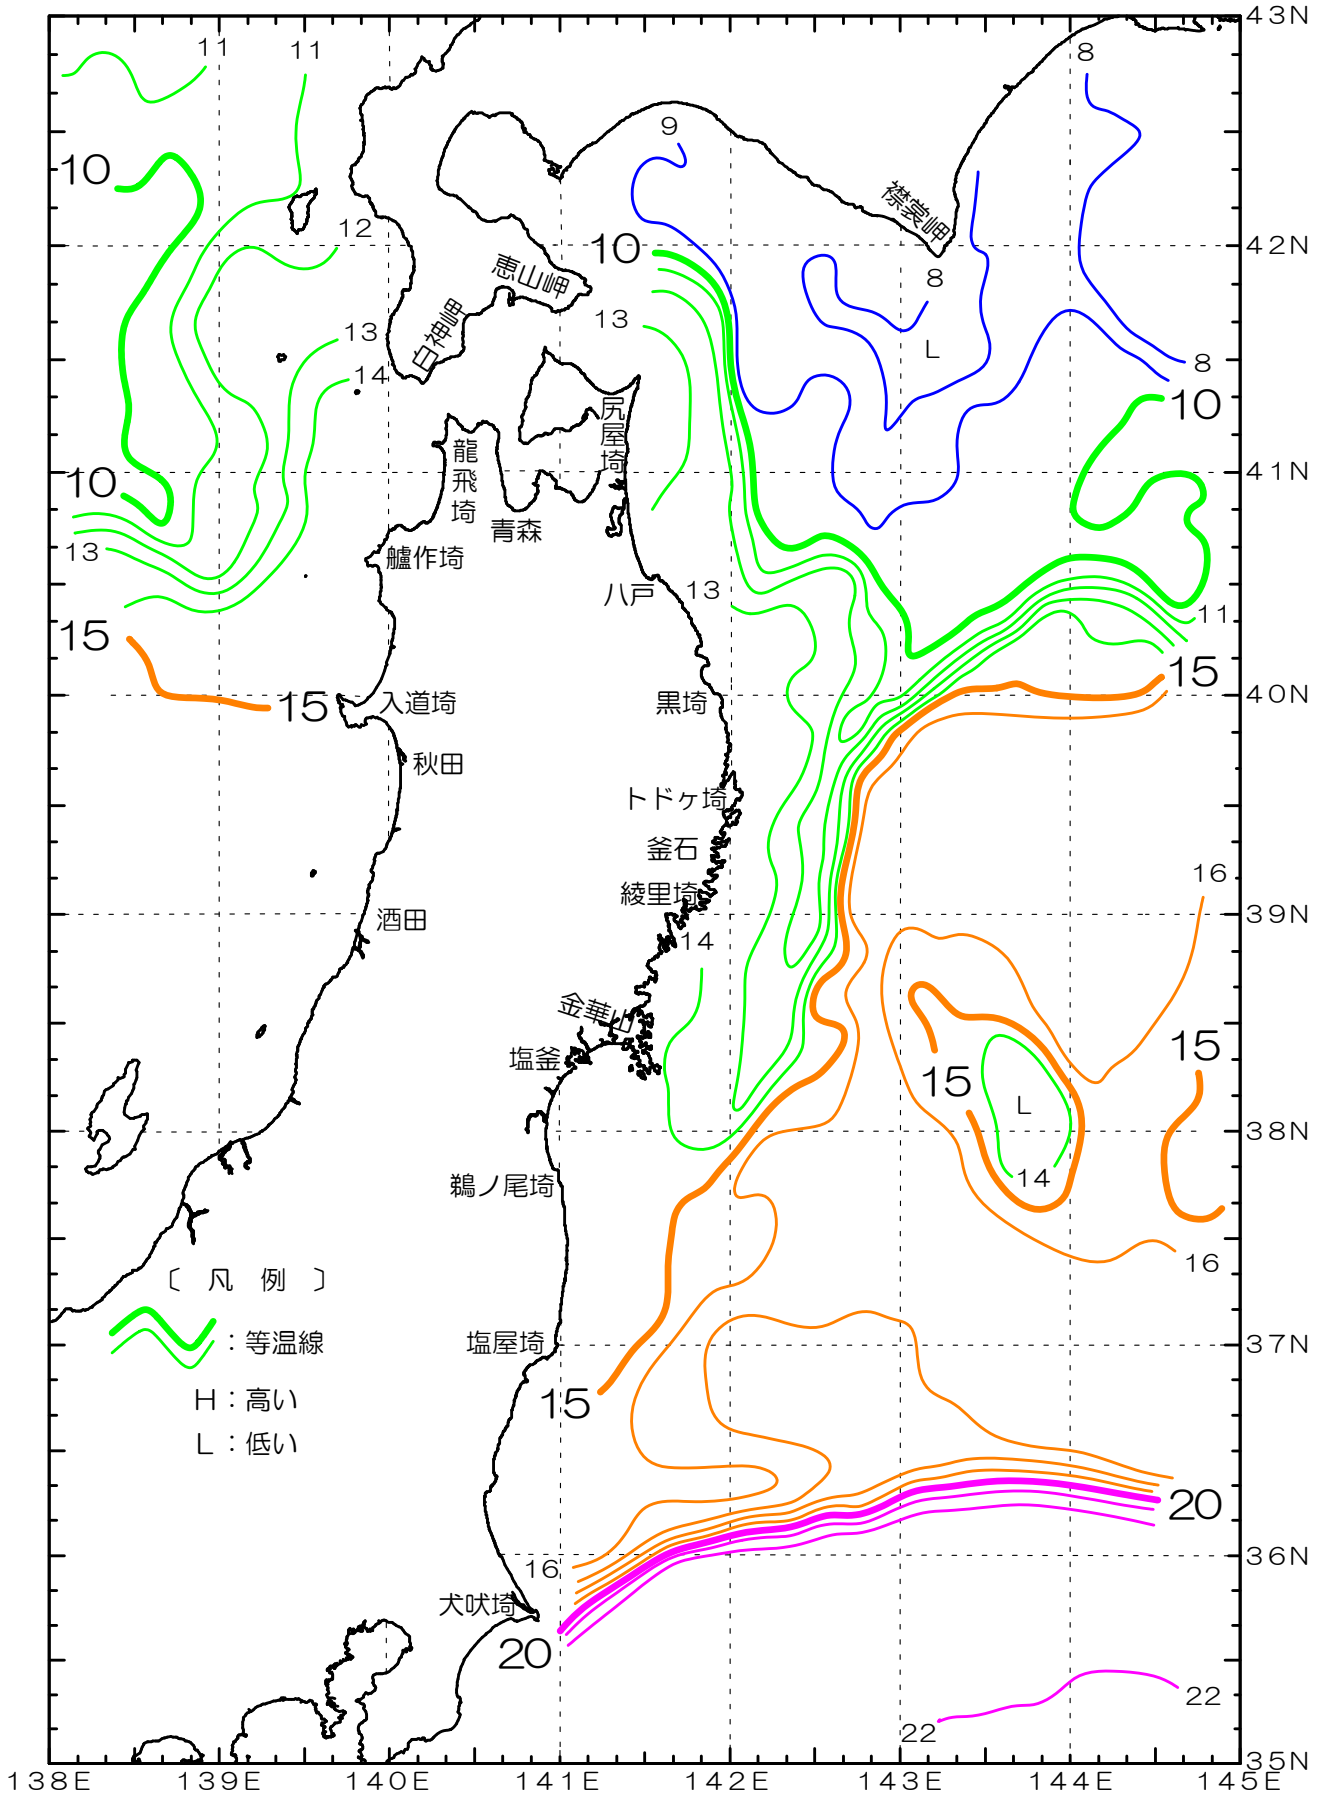 43N
11
11
8
9
10
襟裳岬
12
10
42N
恵山岬
8
13
13
白神岬
L
14
8
10
尻屋埼
龍飛埼
41N
10
青森
13
艫作埼
八戸
13
11
15
15
15
入道埼
黒埼
40N
秋田
トドヶ埼
釜石
綾里埼
16
39N
酒田
14
金華山
塩釜
15
15
L
38N
14
鵜ノ尾埼
16
〔 凡 例 〕
:等温線
塩屋埼
37N
H:高い
15
L:低い
20
16
36N
犬吠埼
20
22
22
35N
138E 139E 140E 141E 142E 143E 144E 145E